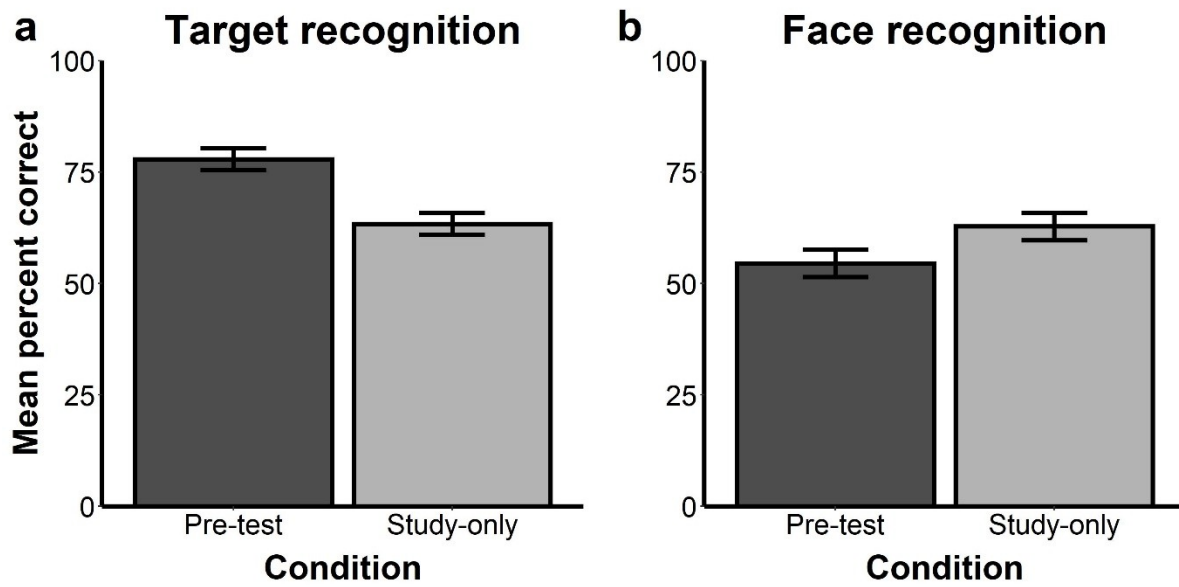 a Target recognition
100
75
50
25
0
Mean percent correct
Pre-test Study-only
Condition
b Face recognition
100
75
50
25
0
Pre-test Study-only
Condition